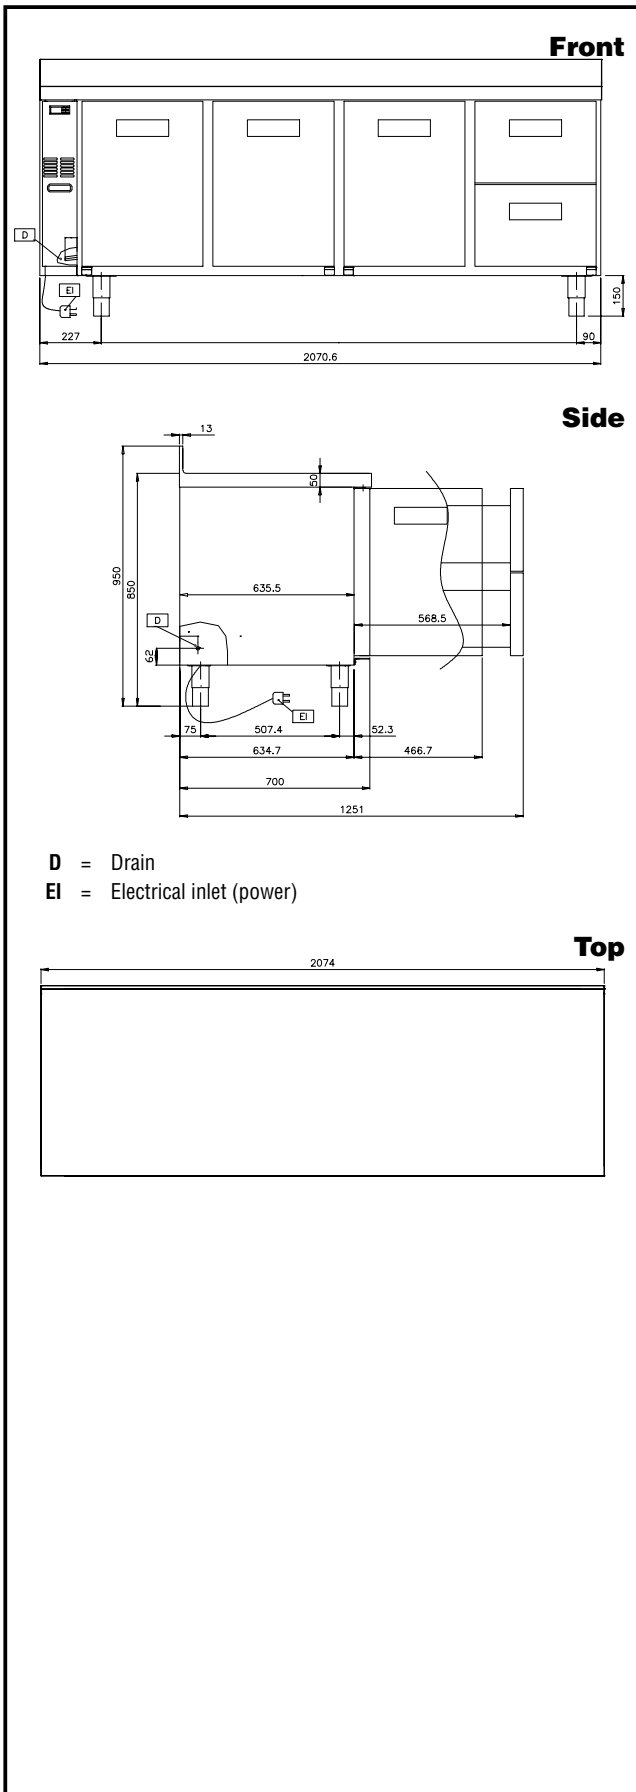 Front
D
EI
150
227
90
2070.6
Side
13
50
950
850
635.5
568.5
D
62
EI
75
507.4
52.3
634.7
466.7
700
1251
D = Drain
EI = Electrical inlet (power)
Top
2074